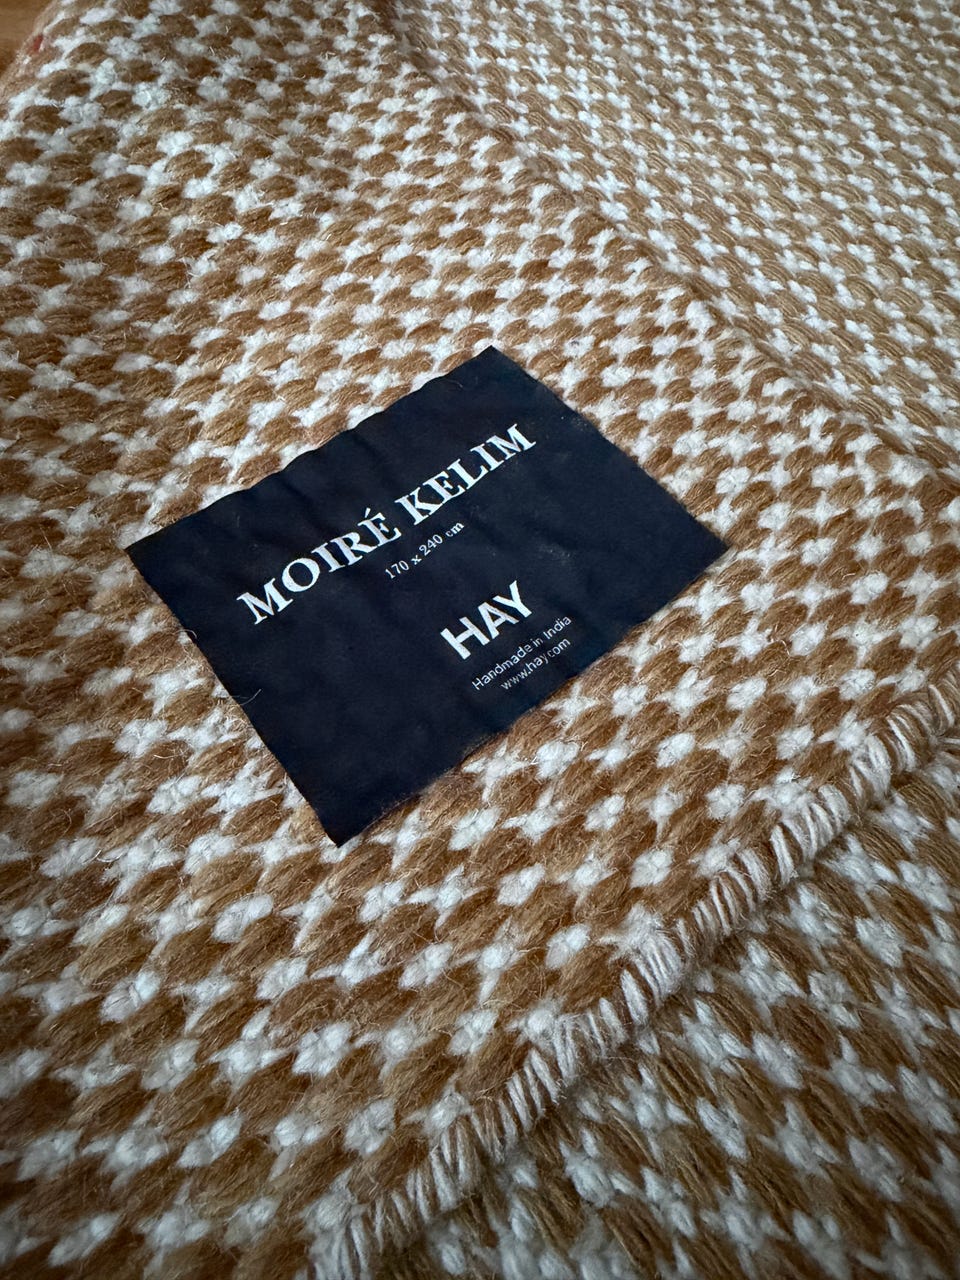 MOIRÉ KELIM
170 x 240 cm
HAY
Handmade in India
www.hay.com